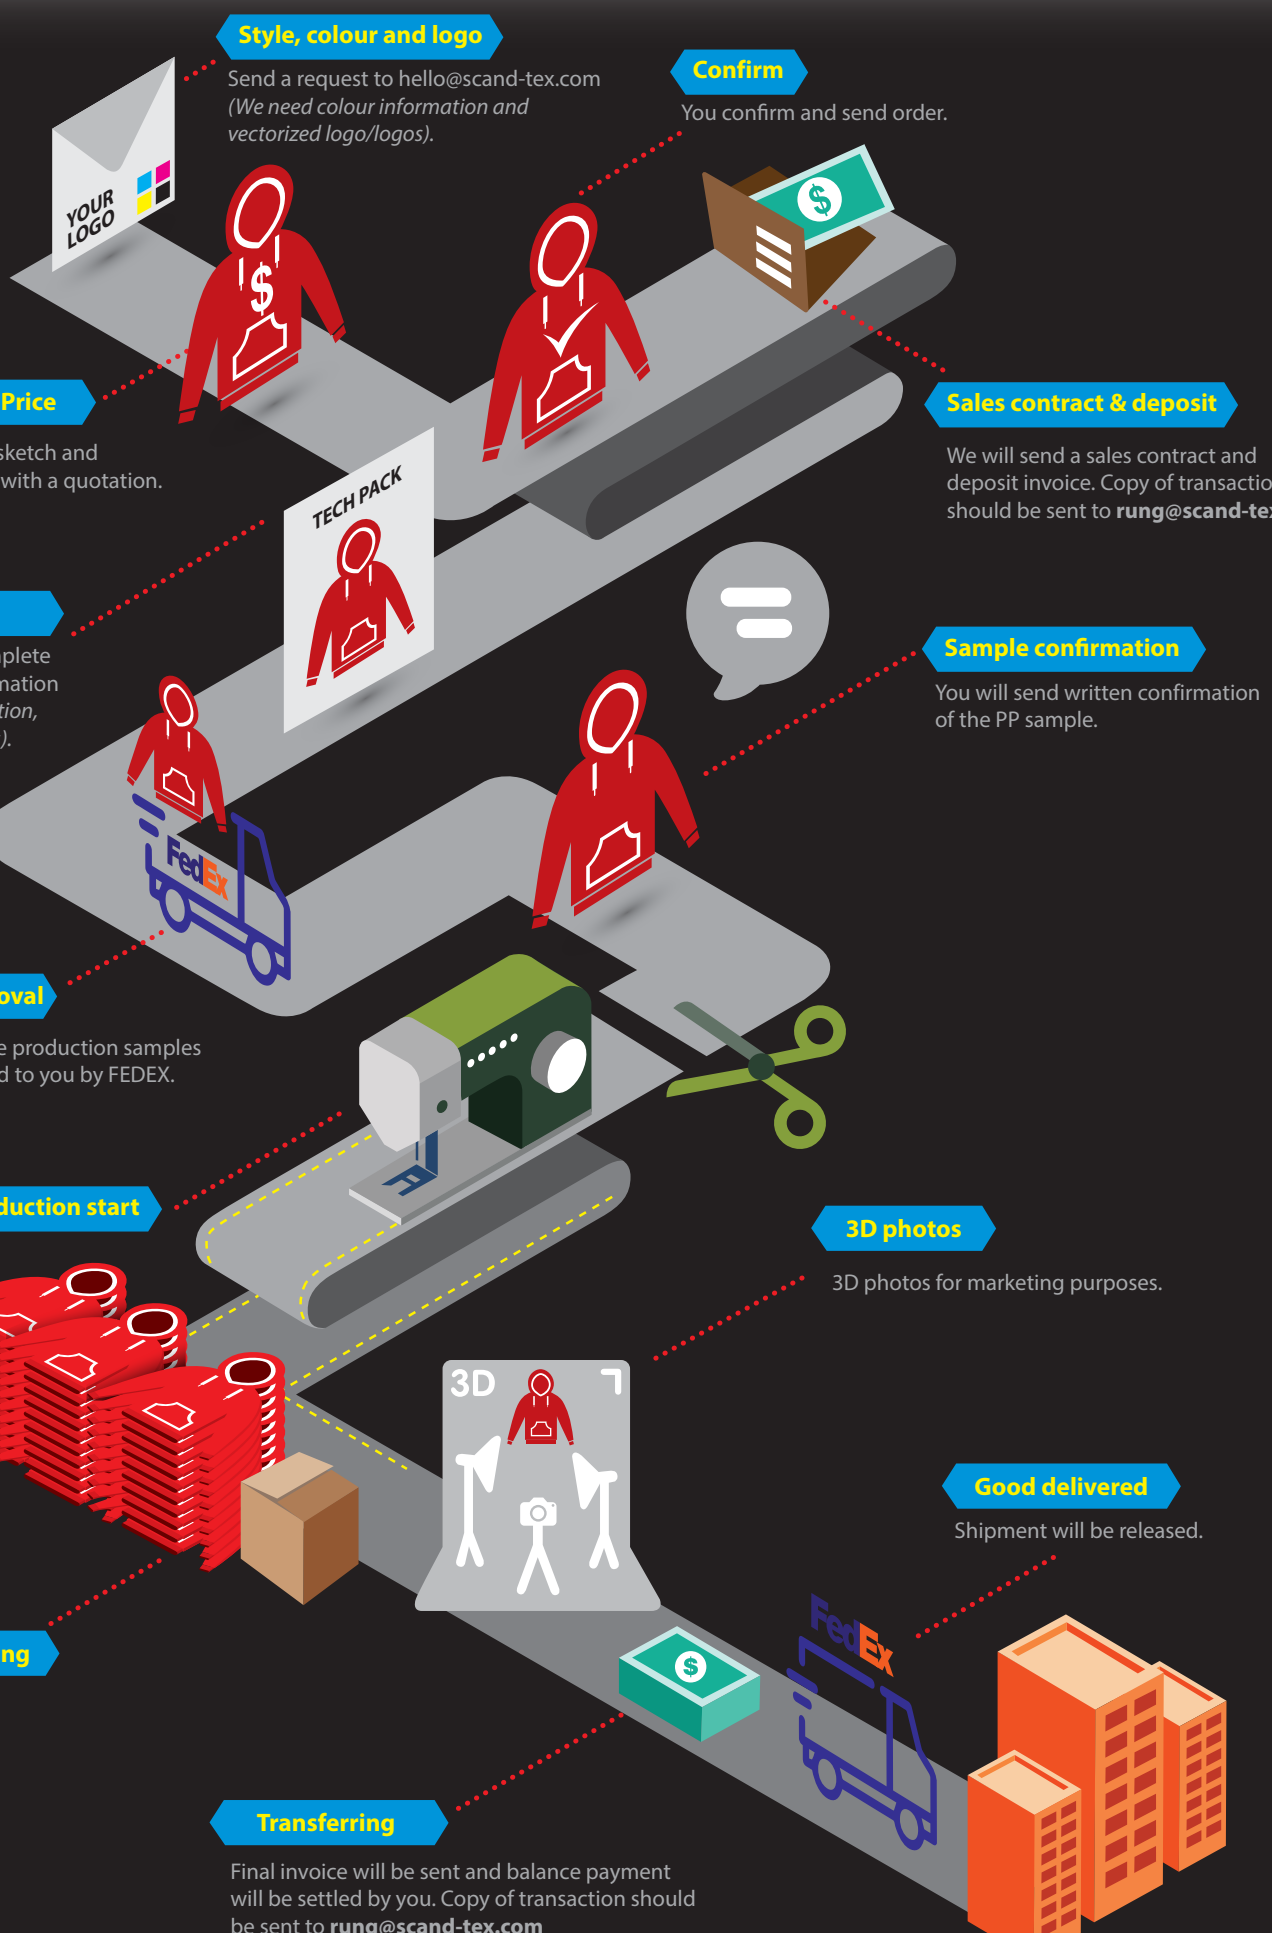 Style, colour and logo
Send a request to hello@scand-tex.com
(We need colour information and
vectorized logo/logos).
YOUR
LOGO
Confirm
You confirm and send order.
$
$
Price
sketch and
with a quotation.
Sales contract & deposit
We will send a sales contract and
deposit invoice. Copy of transactio
should be sent to rung@scand-tex
TECH PACK
plete
mation
tion,
).
Sample confirmation
You will send written confirmation
of the PP sample.
FedEx
oval
e production samples
d to you by FEDEX.
duction start
3D photos
3D photos for marketing purposes.
3D
Good delivered
Shipment will be released.
FedEx
ng
$
Transferring
Final invoice will be sent and balance payment
will be settled by you. Copy of transaction should
be sent to rung@scand-tex.com